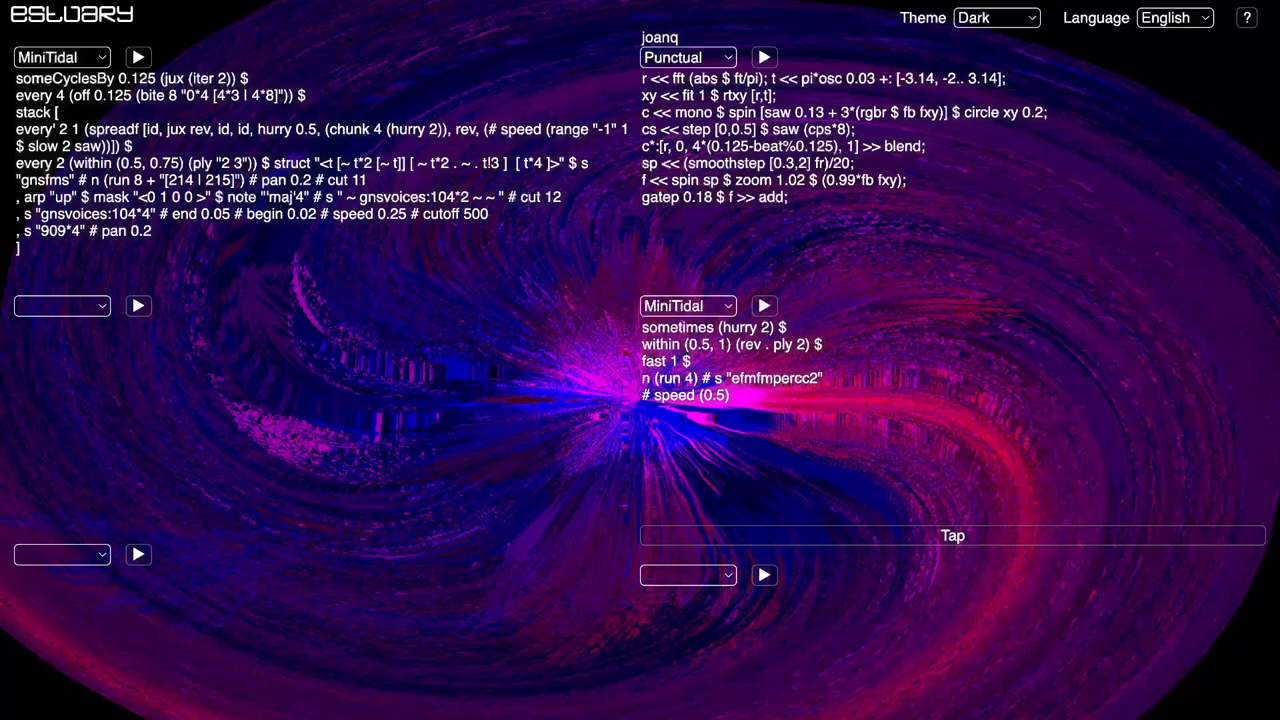 estuary
Theme Dark Language English ?
MiniTidal
someCyclesBy 0.125 (jux (iter 2)) $
every 4 (off 0.125 (bite 8 "0*4 [4*3 | 4*8]")) $
stack [
every' 2 1 (spreadf [id, jux rev, id, id, hurry 0.5, (chunk 4 (hurry 2)), rev, (# speed (range "-1" 1
$ slow 2 saw))]) $
every 2 (within (0.5, 0.75) (ply "2 3")) $ struct "<t [~ t*2 [~ t]] [ ~ t*2 . ~ . t!3 ]  [ t*4 ]>" $ s
"gnsfms" # n (run 8 + "[214 | 215]") # pan 0.2 # cut 11
, arp "up" $ mask "<0 1 0 0 >" $ note "'maj'4" # s " ~ gnsvoices:104*2 ~ ~ " # cut 12
, s "gnsvoices:104*4" # end 0.05 # begin 0.02 # speed 0.25 # cutoff 500
, s "909*4" # pan 0.2
]
joanq
Punctual
r << fft (abs $ ft/pi); t << pi*osc 0.03 +: [-3.14, -2.. 3.14];
xy << fit 1 $ rtxy [r,t];
c << mono $ spin [saw 0.13 + 3*(rgbr $ fb fxy)] $ circle xy 0.2;
cs << step [0,0.5] $ saw (cps*8);
c*:[r, 0, 4*(0.125-beat%0.125), 1] >> blend;
sp << (smoothstep [0.3,2] fr)/20;
f << spin sp $ zoom 1.02 $ (0.99*fb fxy);
gatep 0.18 $ f >> add;
MiniTidal
sometimes (hurry 2) $
within (0.5, 1) (rev . ply 2) $
fast 1 $
n (run 4) # s "efmfmpercc2"
# speed (0.5)
Tap